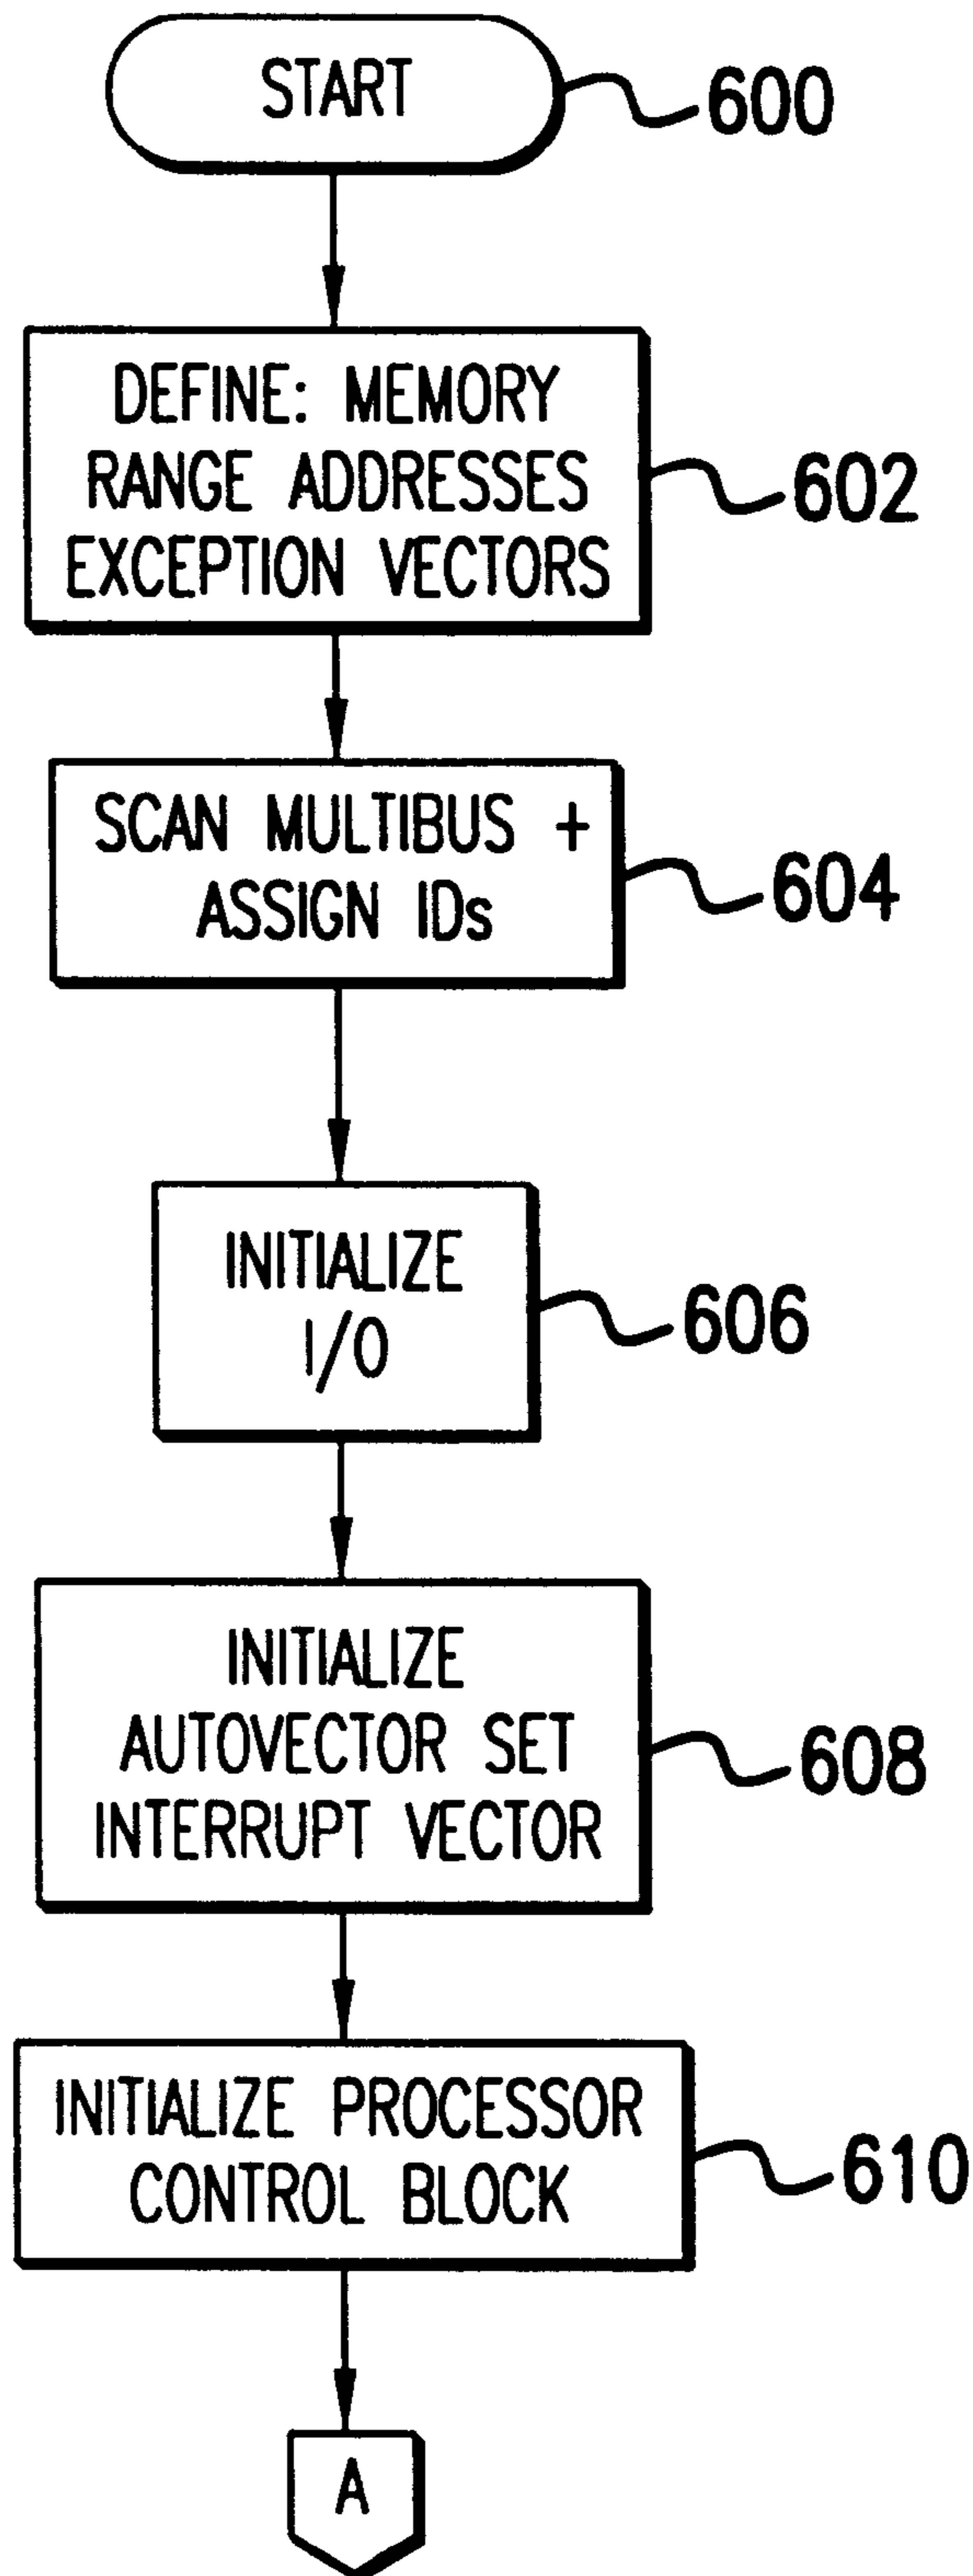 START
600
DEFINE: MEMORY
RANGE ADDRESSES
EXCEPTION VECTORS
602
SCAN MULTIBUS +
ASSIGN IDs
604
INITIALIZE
I/O
606
INITIALIZE
AUTOVECTOR SET
INTERRUPT VECTOR
608
INITIALIZE PROCESSOR
CONTROL BLOCK
610
A